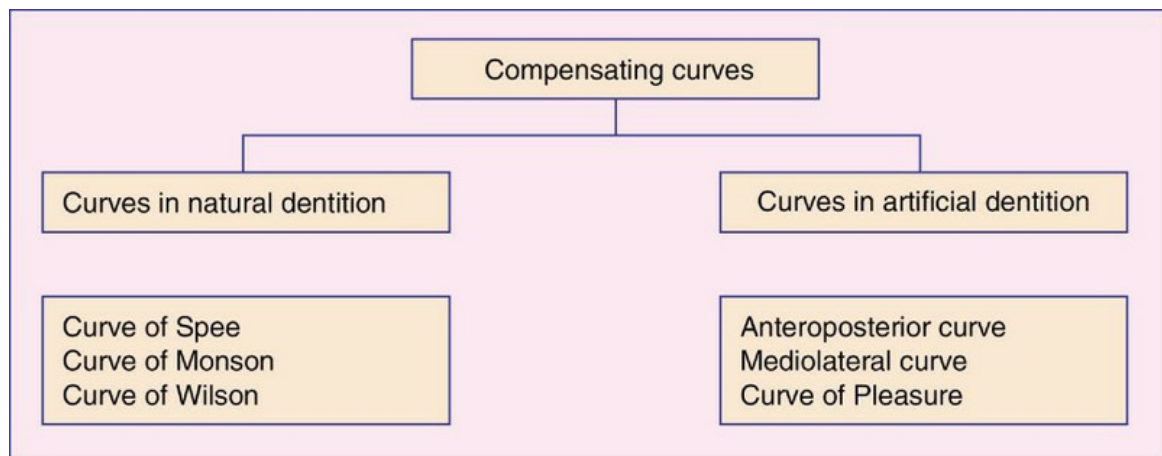 Compensating curves
Curves in natural dentition
Curves in artificial dentition
Curve of Spee
Curve of Monson
Curve of Wilson
Anteroposterior curve
Mediolateral curve
Curve of Pleasure